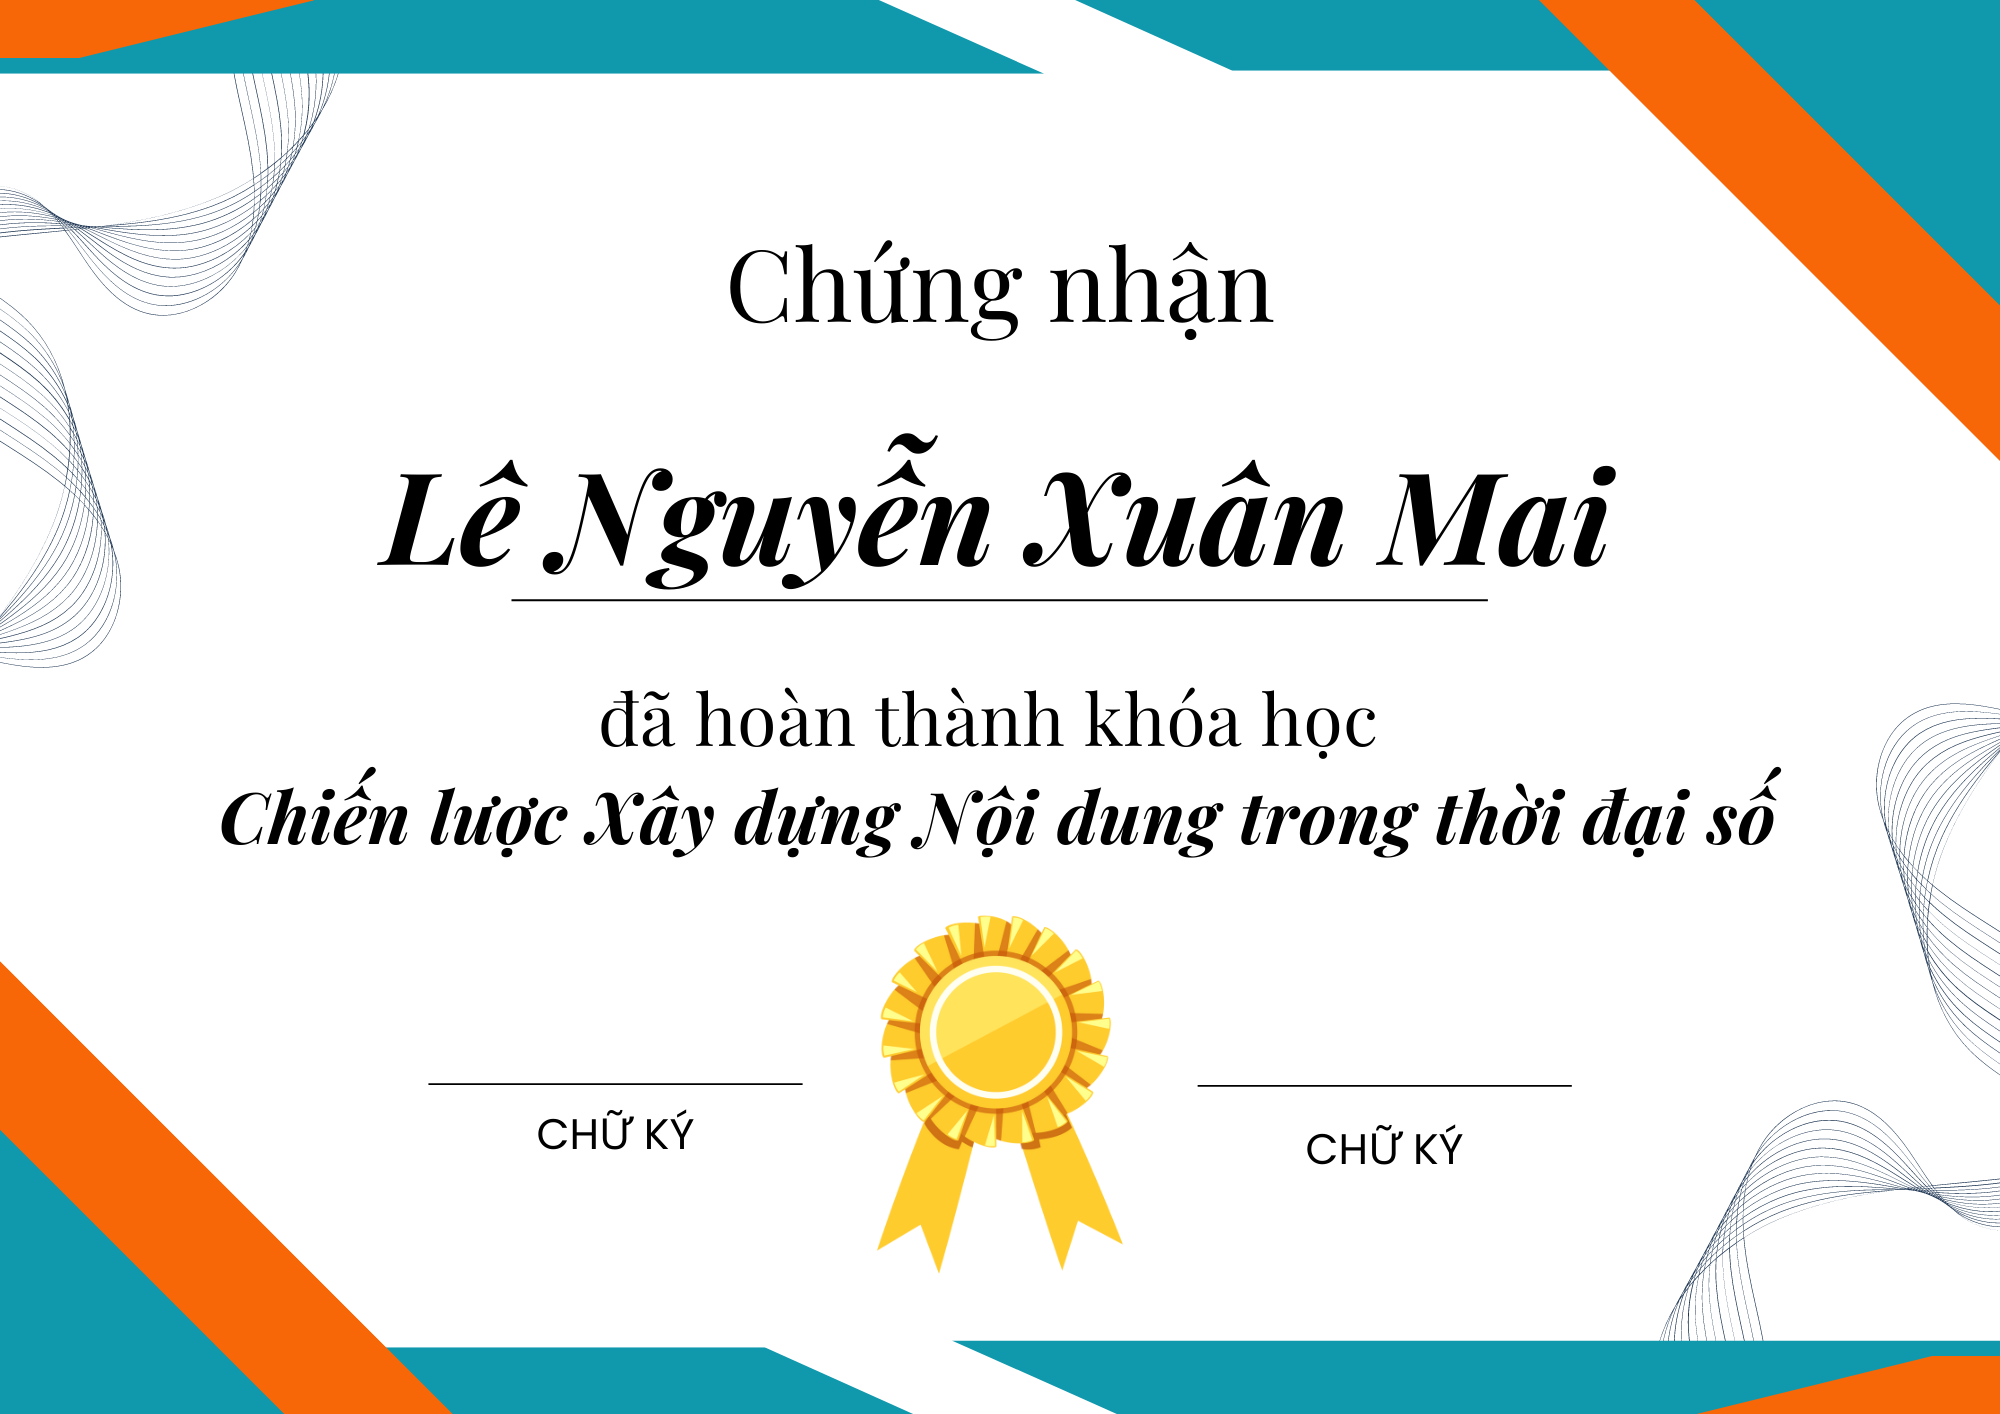 Chứng nhận
Lê Nguyễn Xuân Mai
đã hoàn thành khóa học
Chiến lược Xây dựng Nội dung trong thời đại số
CHỮ KÝ
CHỮ KÝ